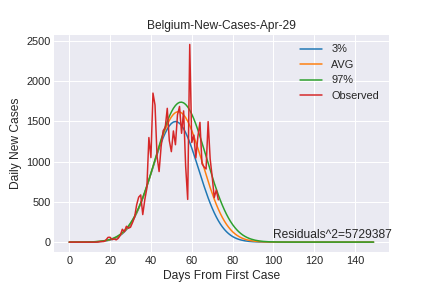 Belgium-New-Cases-Apr-29
Daily New Cases
2500
2000
1500
1000
500
0
3%
AVG
97%
Observed
Residuals^2=5729387
0 20 40 60 80 100 120 140
Days From First Case